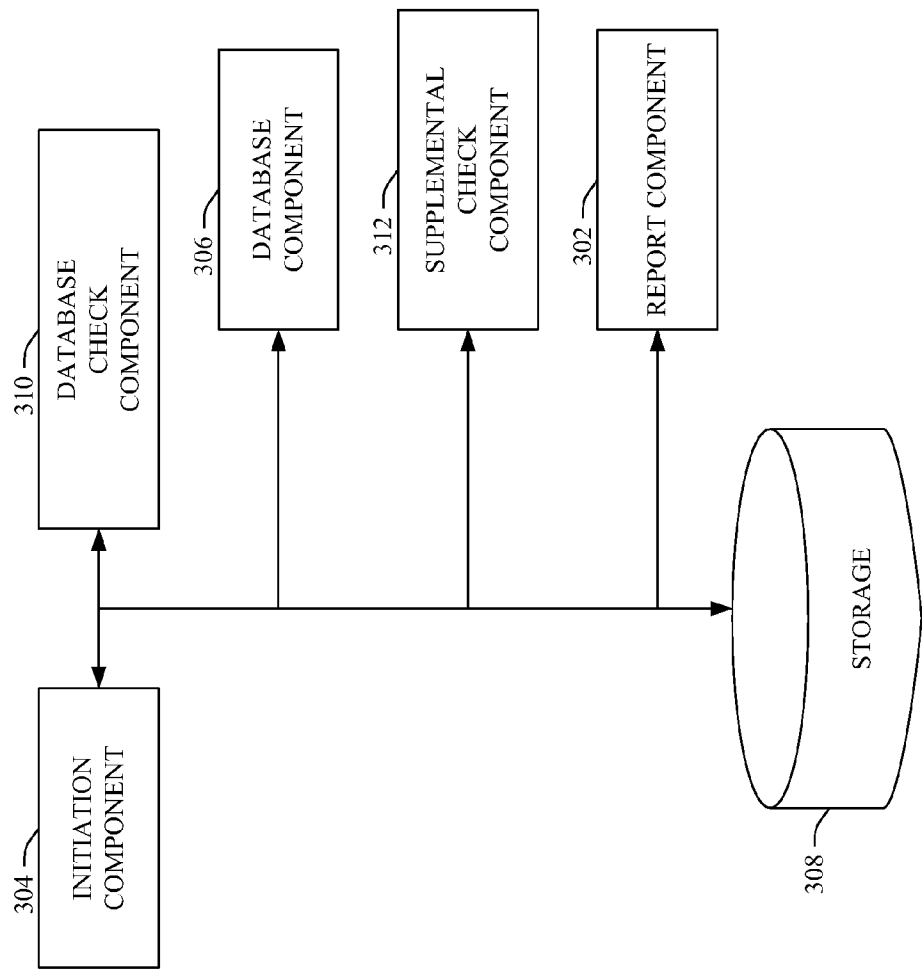 304
INITIATION
COMPONENT
310
DATABASE
CHECK
COMPONENT
306
DATABASE
COMPONENT
312
SUPPLEMENTAL
CHECK
COMPONENT
302
REPORT COMPONENT
308
STORAGE